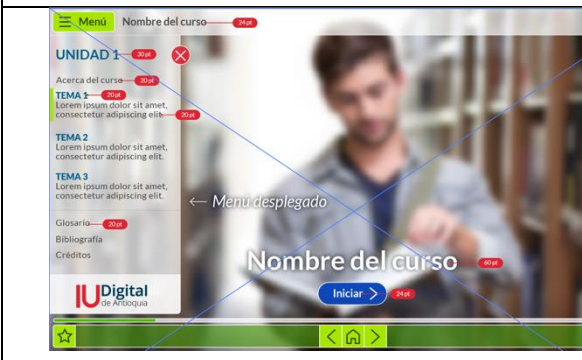 Menú
Nombre del curso 24pt
UNIDAD 1 30pt
Acerca del curso 20pt
TEMA 1 20pt
Lorem ipsum dolor sit amet,
consectetur adipiscing elit. 20pt
TEMA 2
Lorem ipsum dolor sit amet,
consectetur adipiscing elit.
TEMA 3
Lorem ipsum dolor sit amet,
consectetur adipiscing elit.
← Menú desplegado
Glosario 20pt
Bibliografía
Créditos
Nombre del curso 60pt
IUDigital
de Antioquia
Iniciar > 24pt